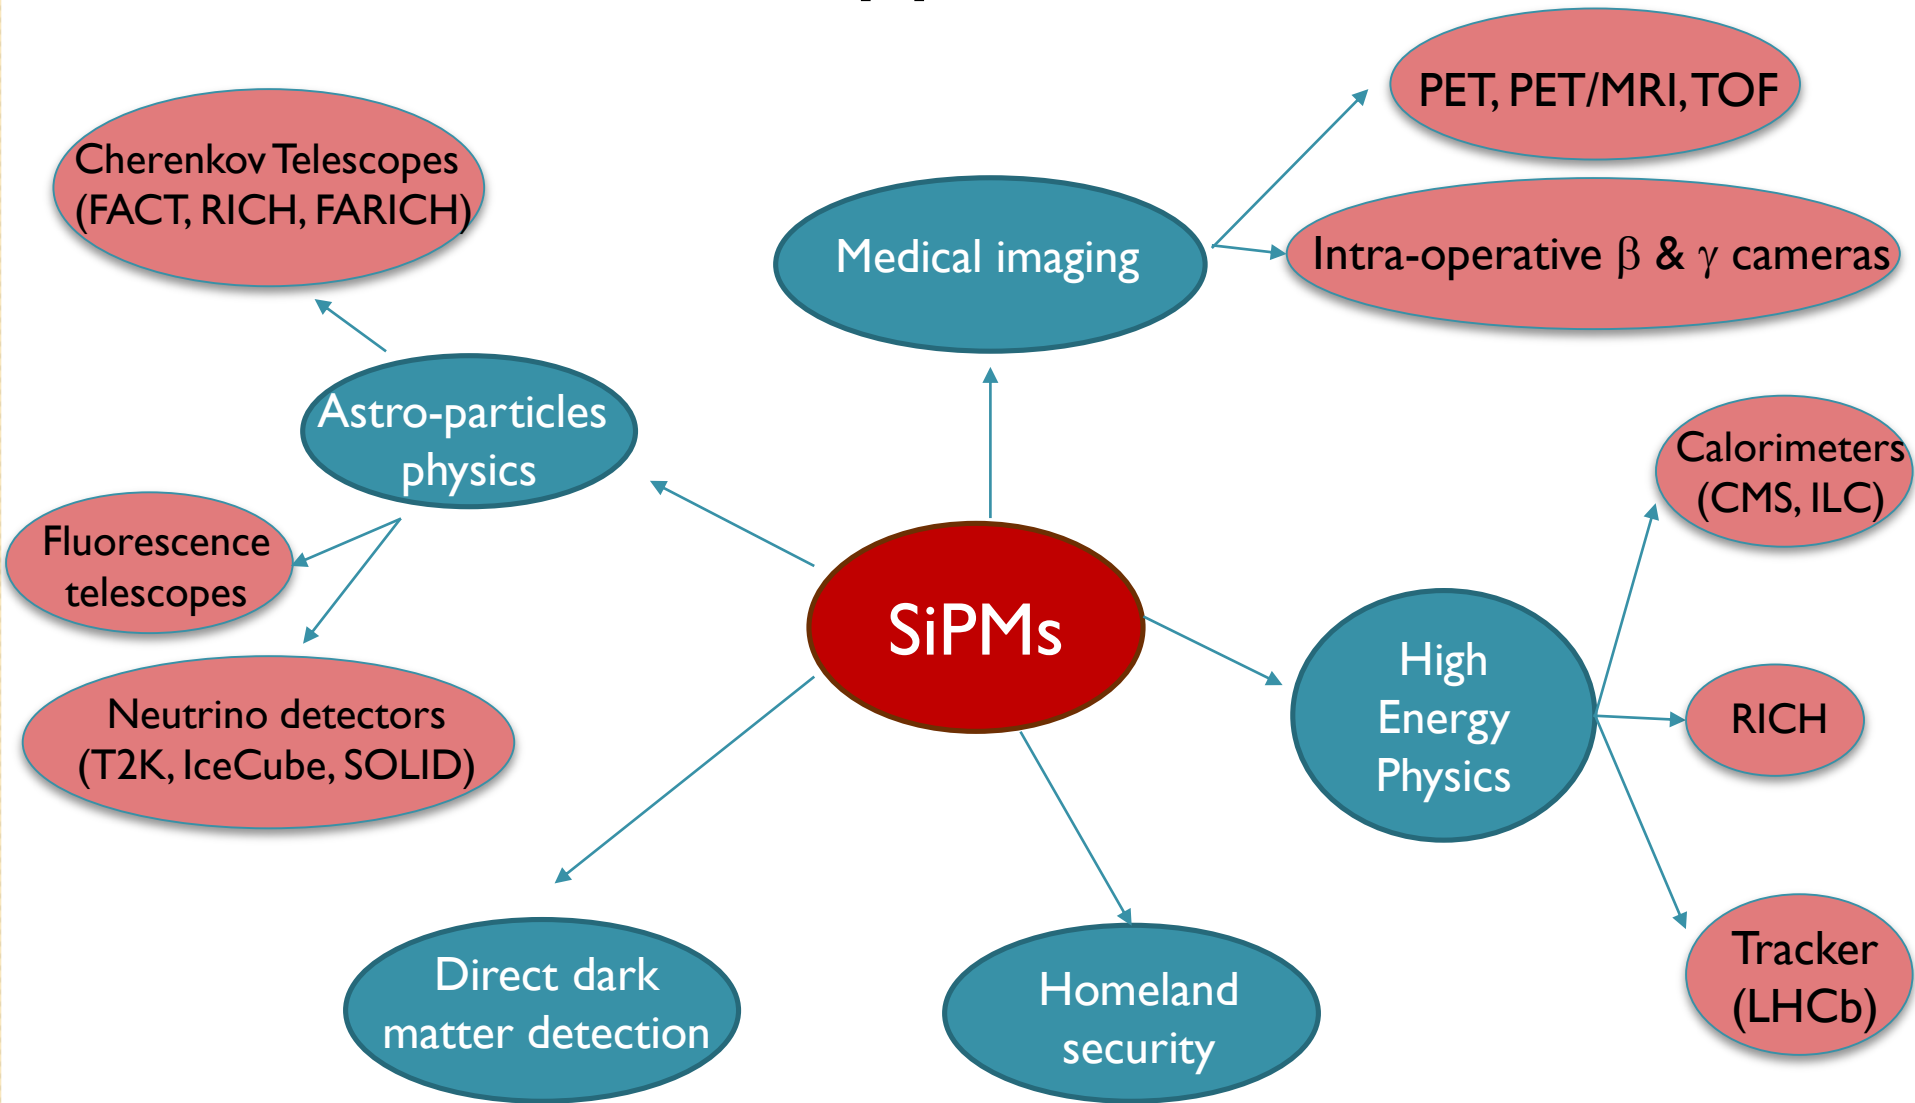 PET, PET/MRI, TOF
Cherenkov Telescopes
(FACT, RICH, FARICH)
Medical imaging
Intra-operative β & γ cameras
Astro-particles
physics
Calorimeters
(CMS, ILC)
Fluorescence
telescopes
SiPMs
High
Energy
Physics
RICH
Neutrino detectors
(T2K, IceCube, SOLID)
Direct dark
matter detection
Homeland
security
Tracker
(LHCb)